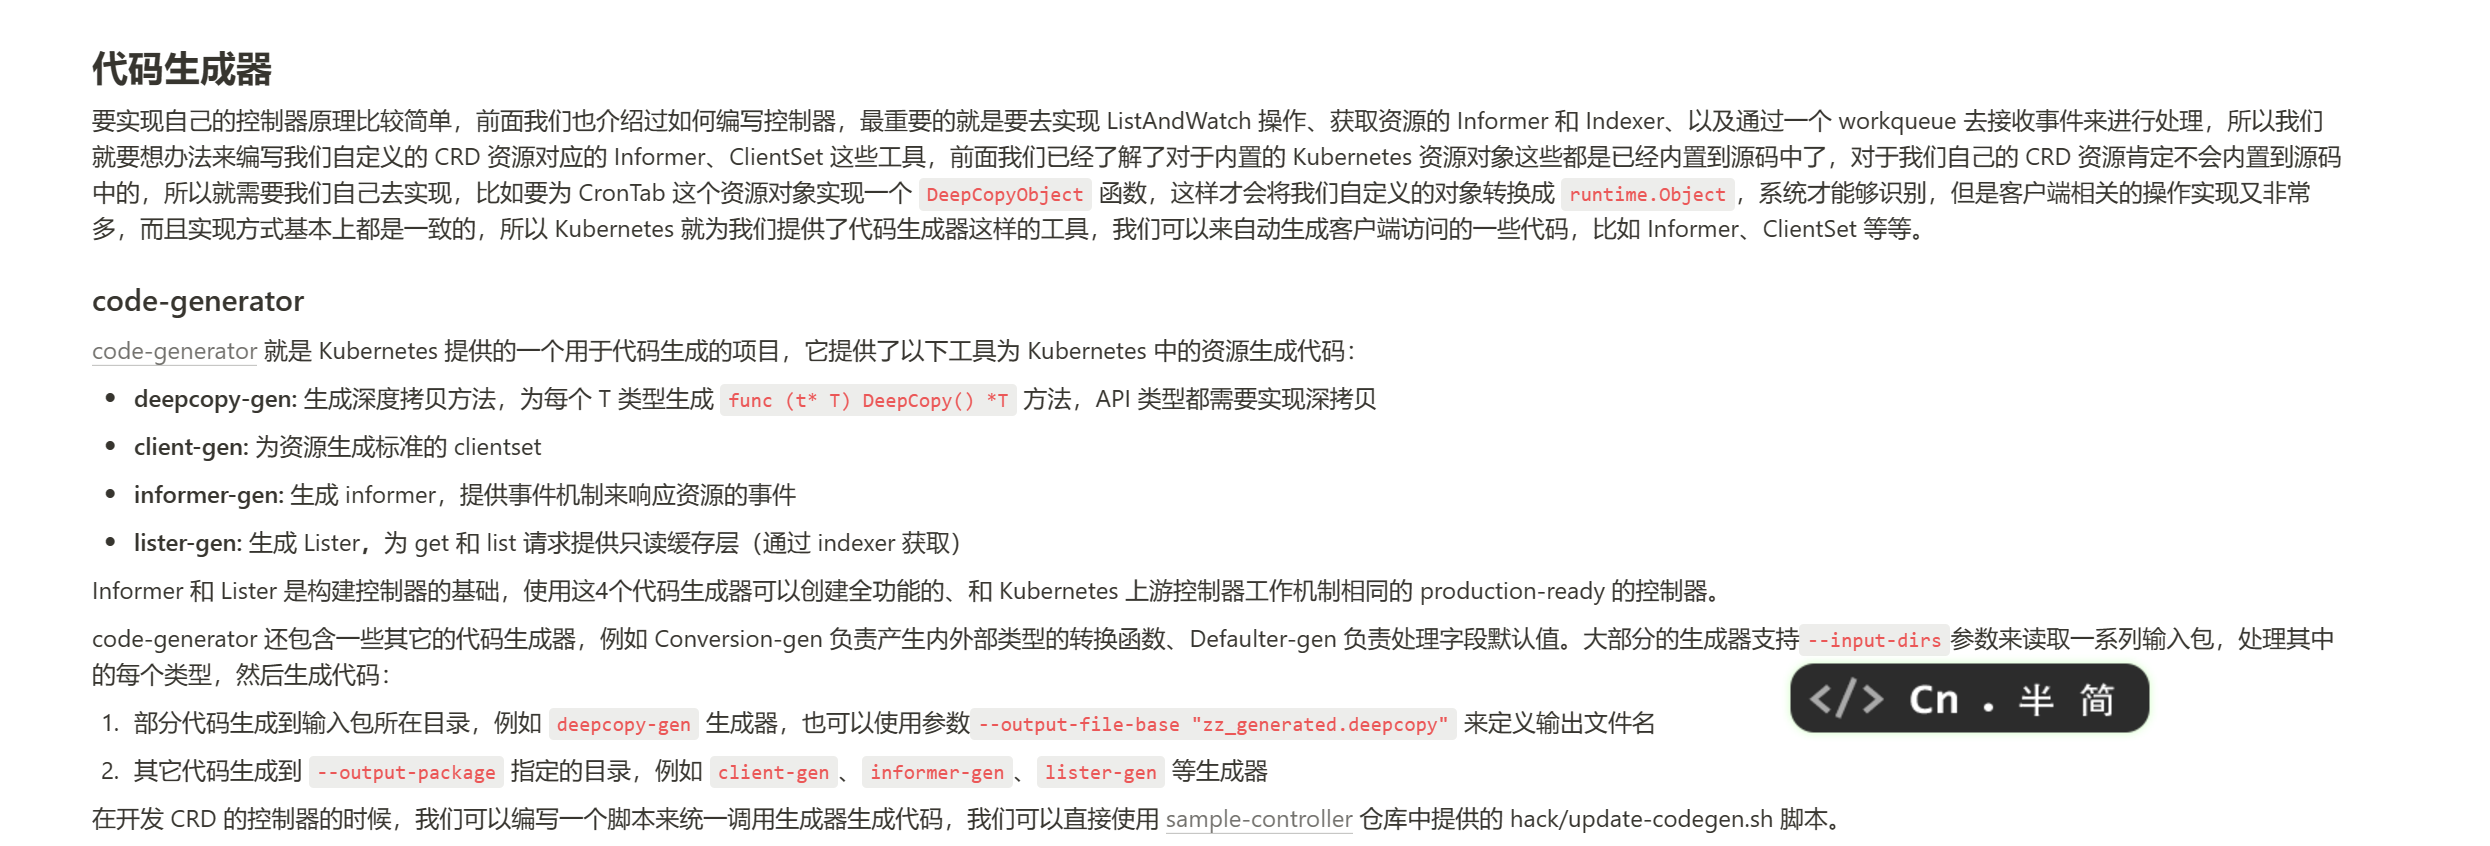 代码生成器
要实现自己的控制器原理比较简单，前面我们也介绍过如何编写控制器，最重要的就是要去实现 ListAndWatch 操作、获取资源的 Informer 和 Indexer、以及通过一个 workqueue 去接收事件来进行处理，所以我们
就要想办法来编写我们自定义的 CRD 资源对应的 Informer、ClientSet 这些工具，前面我们已经了解了对于内置的 Kubernetes 资源对象这些都是已经内置到源码中了，对于我们自己的 CRD 资源肯定不会内置到源码
中的，所以就需要我们自己去实现，比如要为 CronTab 这个资源对象实现一个 DeepCopyObject 函数，这样才会将我们自定义的对象转换成 runtime.Object，系统才能够识别，但是客户端相关的操作实现又非常
多，而且实现方式基本上都是一致的，所以 Kubernetes 就为我们提供了代码生成器这样的工具，我们可以来自动生成客户端访问的一些代码，比如 Informer、ClientSet 等等。
code-generator
code-generator 就是 Kubernetes 提供的一个用于代码生成的项目，它提供了以下工具为 Kubernetes 中的资源生成代码：
• deepcopy-gen: 生成深度拷贝方法，为每个 T 类型生成 func (t* T) DeepCopy() *T 方法，API 类型都需要实现深拷贝
• client-gen: 为资源生成标准的 clientset
• informer-gen: 生成 informer，提供事件机制来响应资源的事件
• lister-gen: 生成 Lister，为 get 和 list 请求提供只读缓存层（通过 indexer 获取）
Informer 和 Lister 是构建控制器的基础，使用这4个代码生成器可以创建全功能的、和 Kubernetes 上游控制器工作机制相同的 production-ready 的控制器。
code-generator 还包含一些其它的代码生成器，例如 Conversion-gen 负责产生内外部类型的转换函数、Defaulter-gen 负责处理字段默认值。大部分的生成器支持--input-dirs参数来读取一系列输入包，处理其中
的每个类型，然后生成代码：
</> Cn . 半 简
1. 部分代码生成到输入包所在目录，例如 deepcopy-gen 生成器，也可以使用参数--output-file-base "zz_generated.deepcopy" 来定义输出文件名
2. 其它代码生成到 --output-package 指定的目录，例如 client-gen、informer-gen、lister-gen 等生成器
在开发 CRD 的控制器的时候，我们可以编写一个脚本来统一调用生成器生成代码，我们可以直接使用 sample-controller 仓库中提供的 hack/update-codegen.sh 脚本。